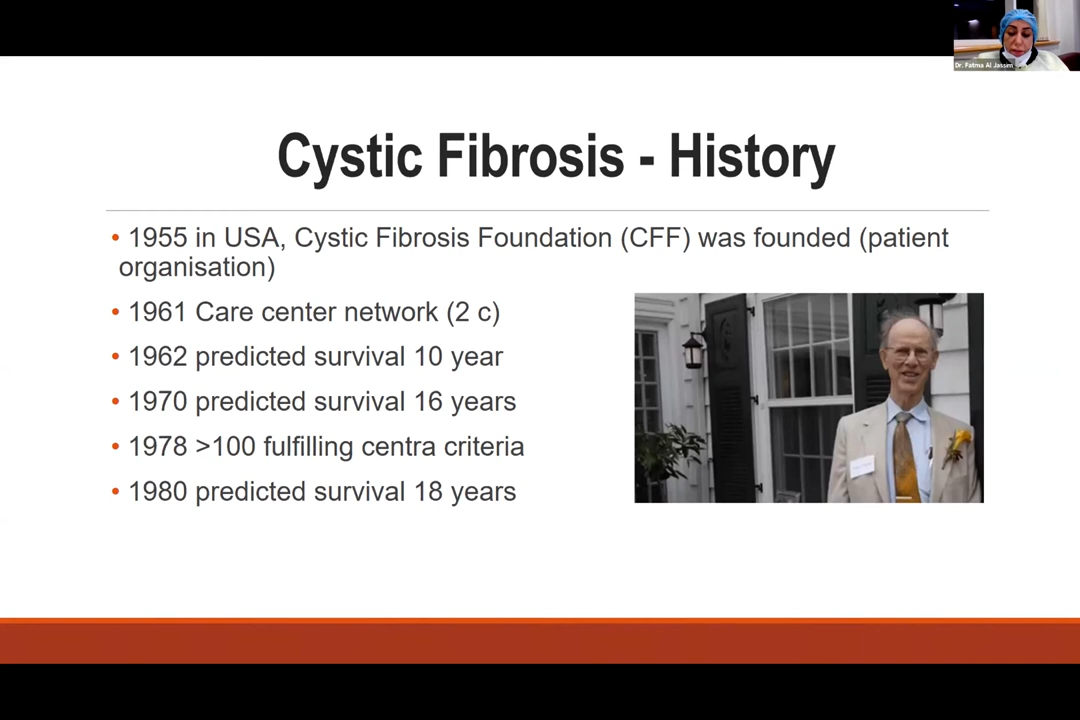 Dr. Fatma Al Jassim
Cystic Fibrosis - History
• 1955 in USA, Cystic Fibrosis Foundation (CFF) was founded (patient
organisation)
• 1961 Care center network (2 c)
• 1962 predicted survival 10 year
• 1970 predicted survival 16 years
• 1978 >100 fulfilling centra criteria
• 1980 predicted survival 18 years